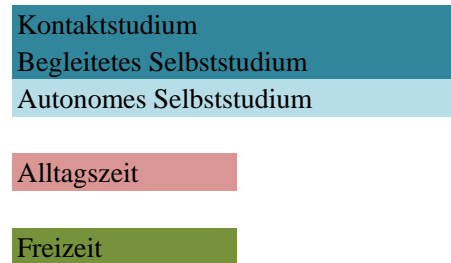 Kontaktstudium
Begleitetes Selbststudium
Autonomes Selbststudium
Alltagszeit
Freizeit